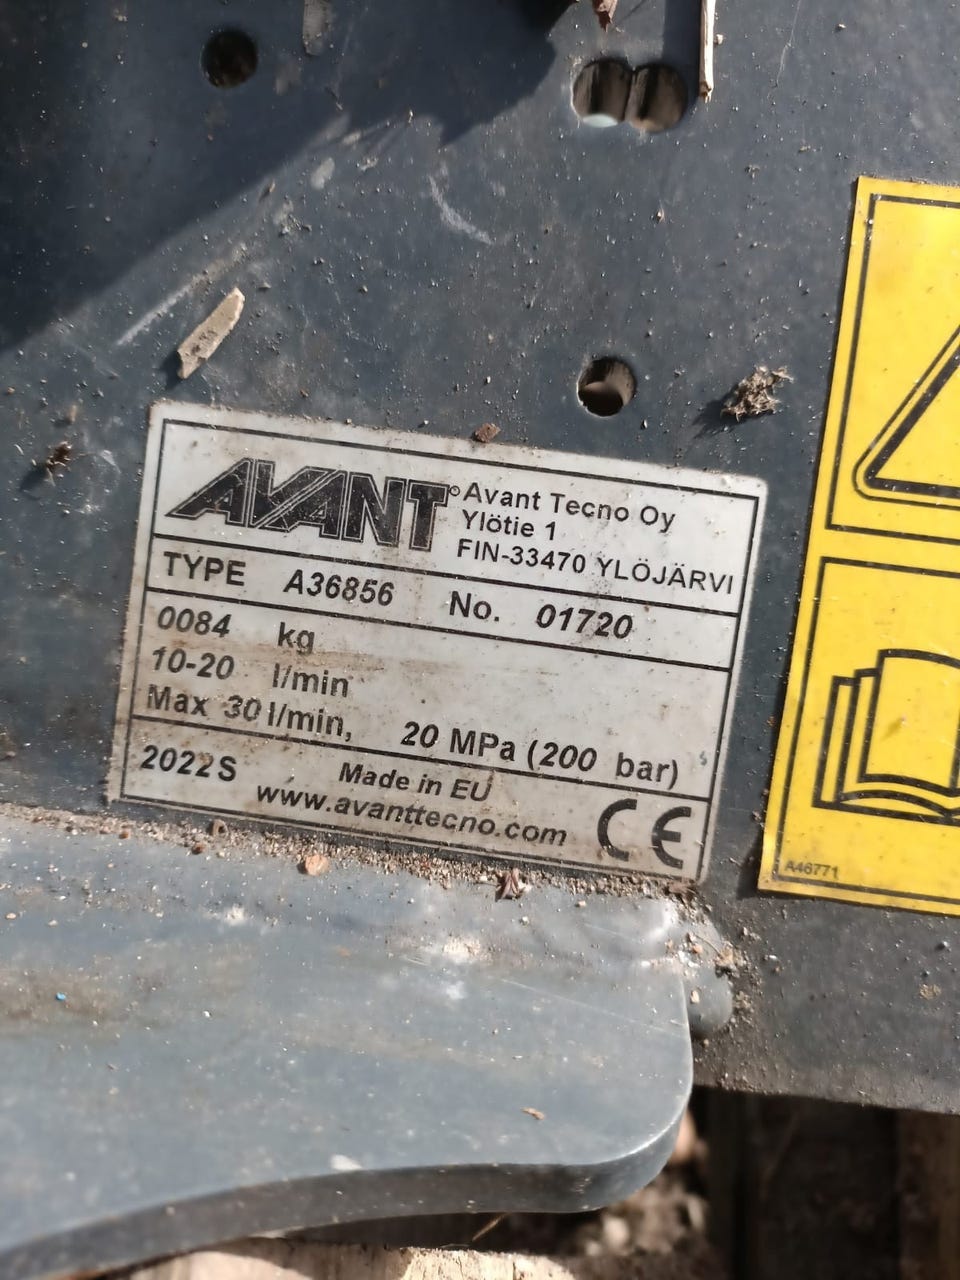 AVANT® Avant Tecno Oy
Ylötie 1
FIN-33470 YLÖJÄRVI
TYPE A36856 No. 01720
0084 kg
10-20 l/min
Max 30 l/min, 20 MPa (200 bar)
2022S Made in EU
www.avanttecno.com CE
A46771